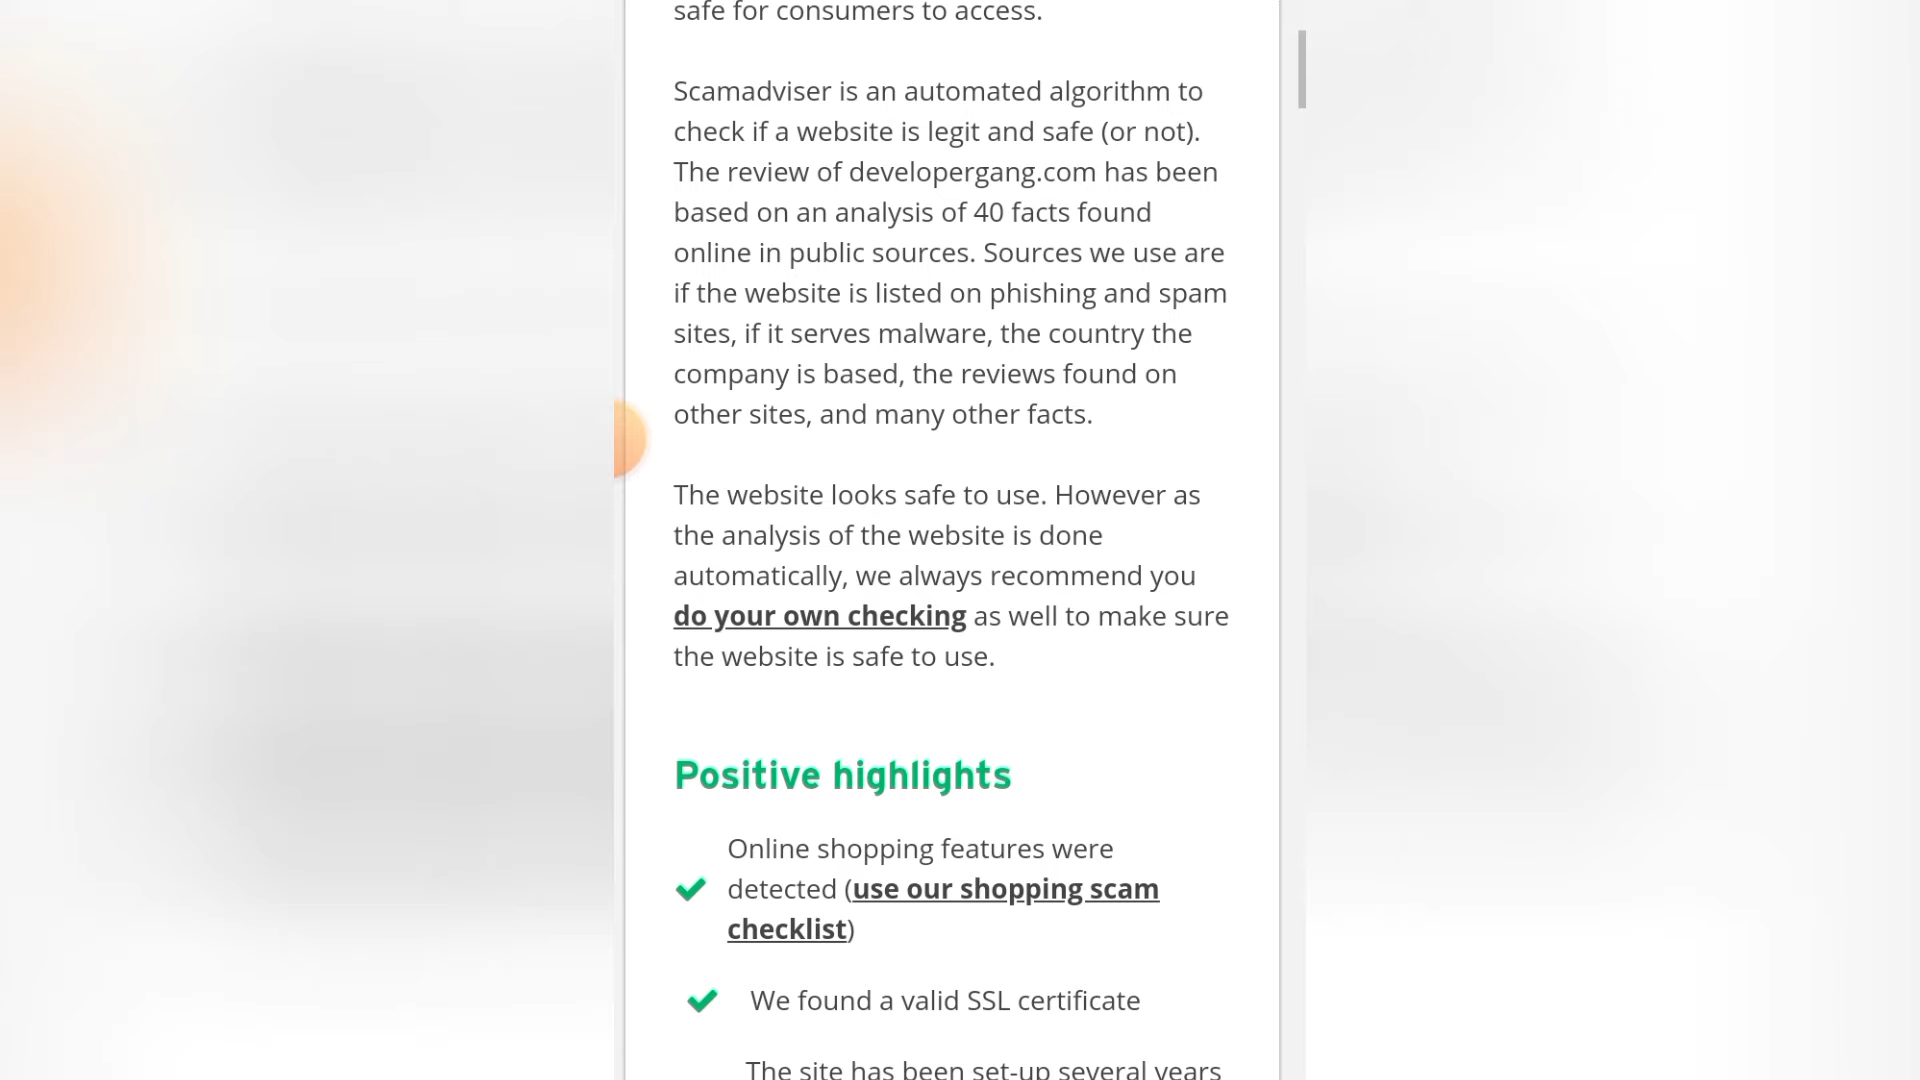 safe for consumers to access.
Scamadviser is an automated algorithm to
check if a website is legit and safe (or not).
The review of developergang.com has been
based on an analysis of 40 facts found
online in public sources. Sources we use are
if the website is listed on phishing and spam
sites, if it serves malware, the country the
company is based, the reviews found on
other sites, and many other facts.
The website looks safe to use. However as
the analysis of the website is done
automatically, we always recommend you
do your own checking as well to make sure
the website is safe to use.
Positive highlights
Online shopping features were
detected (use our shopping scam
checklist)
We found a valid SSL certificate
The site has been set-up several years